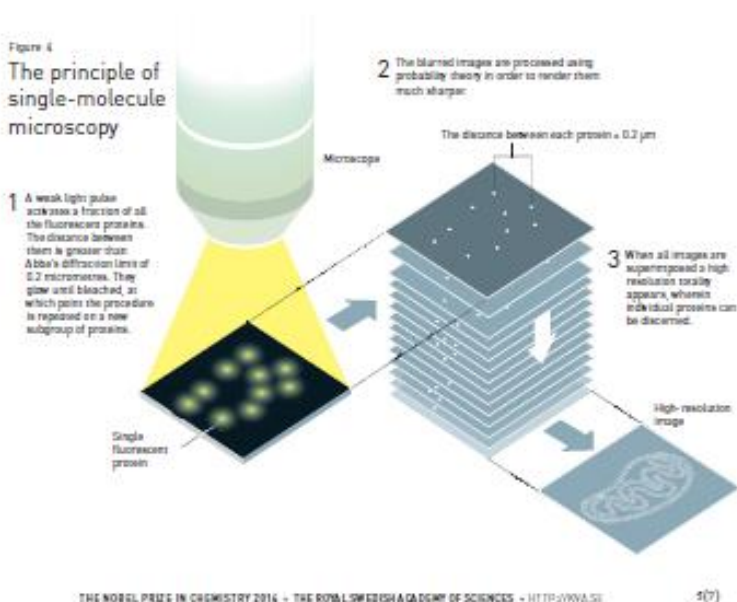 Figure 4
The principle of
single-molecule
microscopy
1 A weak light pulse
activates a fraction of all
the fluorescent proteins.
The distance between
them is greater than
Abbe's diffraction limit of
0.2 micrometres. They
glow until bleached, at
which point the procedure
is repeated on a new
subgroup of proteins.
Single
fluorescent
protein
Microscope
2 The blurred images are processed using
probability theory in order to render them
much sharper.
The distance between each protein 0.2 µm
3 When all images are
superimposed a high
resolution totality
appears, wherein
individual proteins can
be discerned.
High-resolution
image
THE NOBEL PRIZE IN CHEMISTRY 2014 THE ROYAL SWEDISH ACADEMY OF SCIENCES HTTP://KVA.SE
5(7)